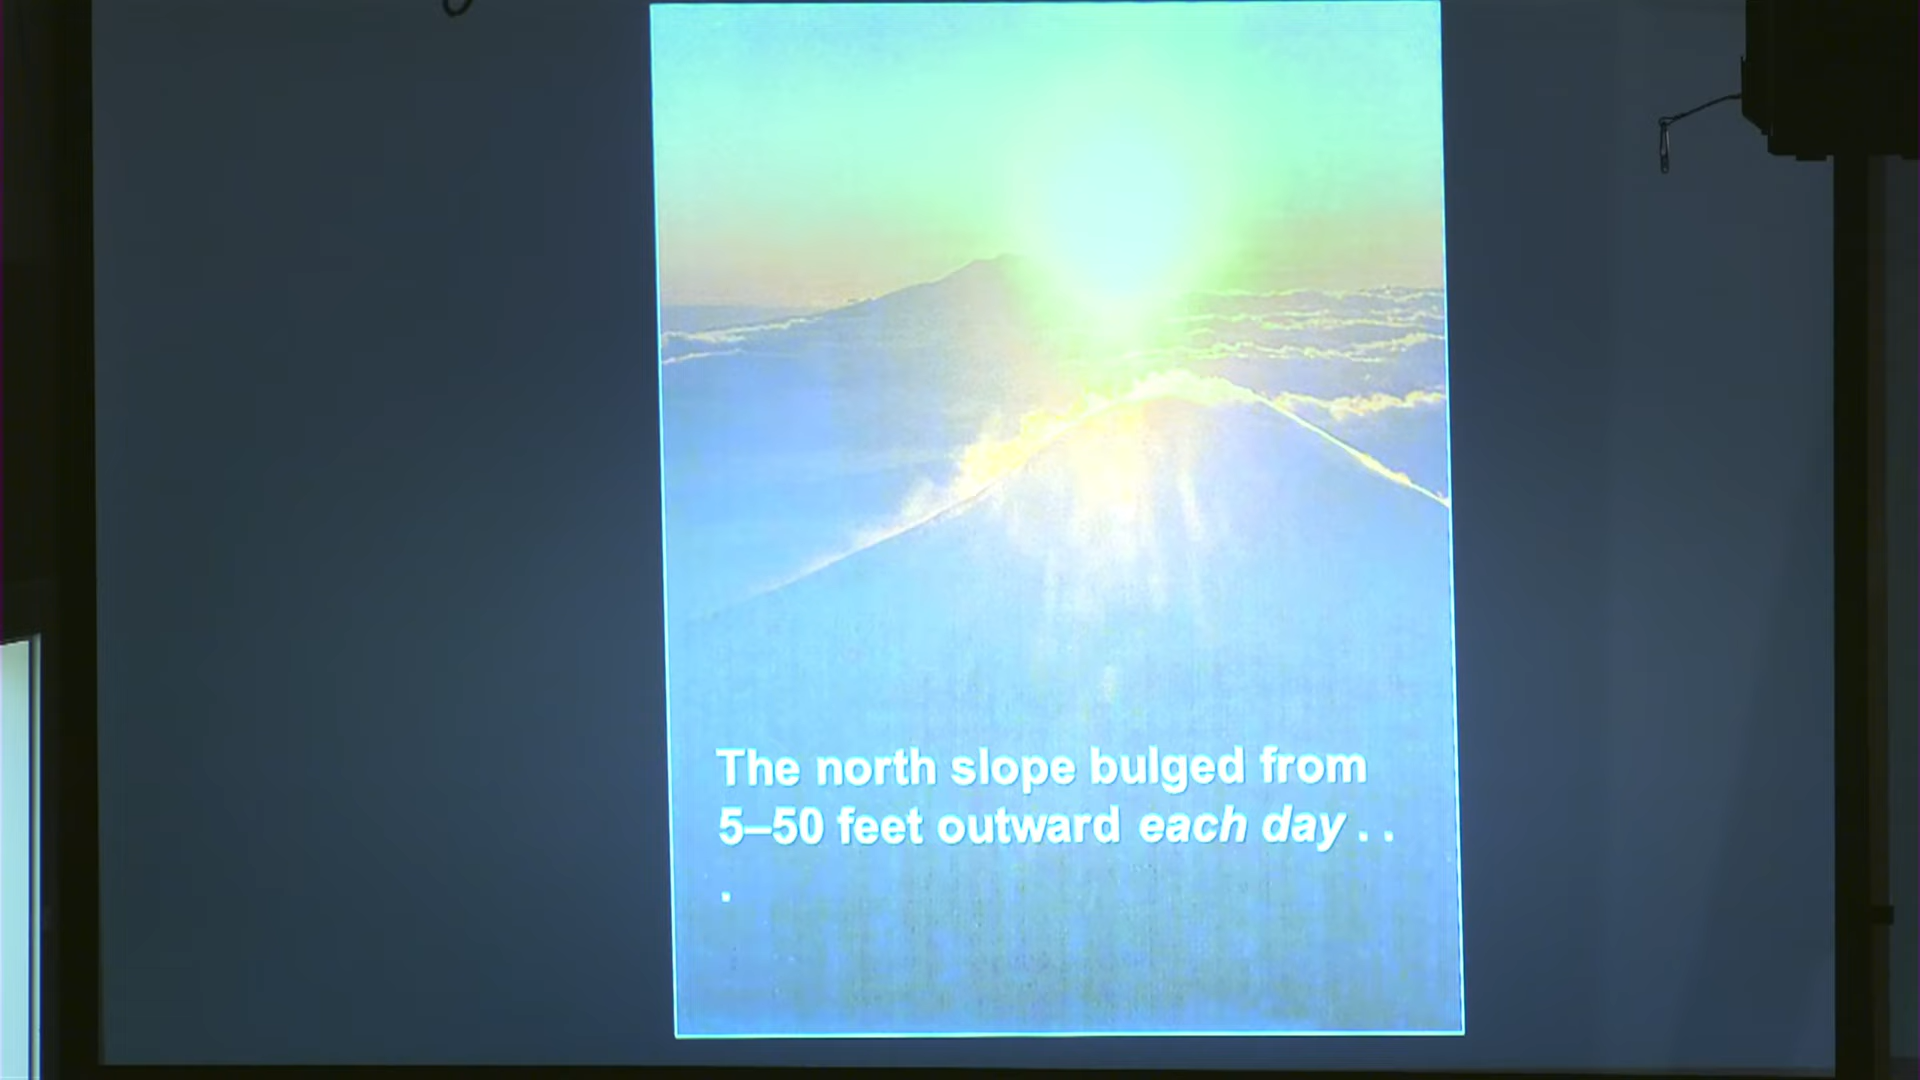 The north slope bulged from
5–50 feet outward each day . .
.